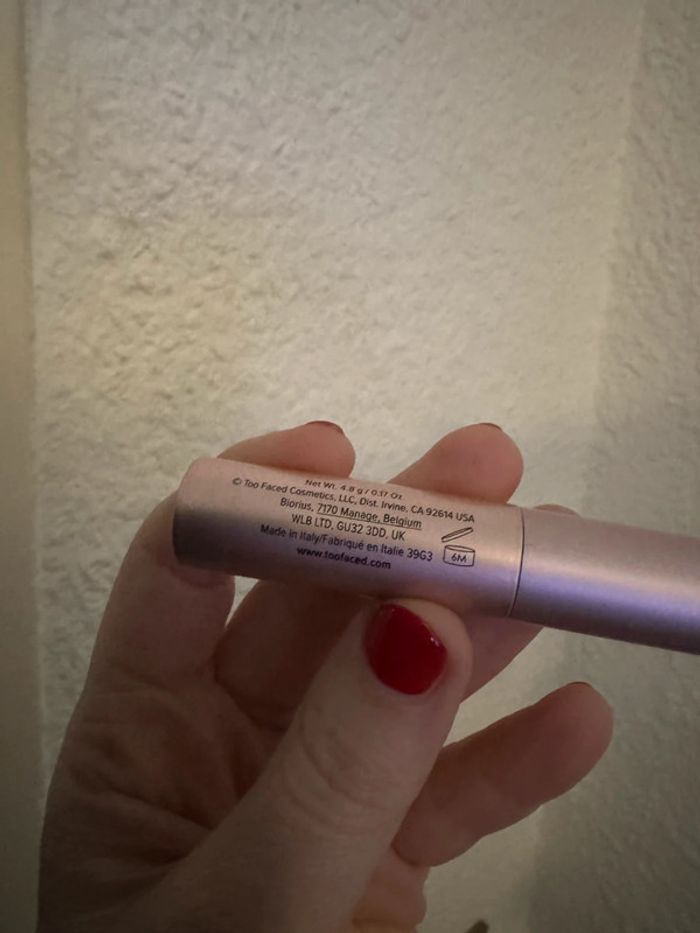 Net Wt. 4.8 g / 0.17 Oz.
© Too Faced Cosmetics, LLC, Dist. Irvine, CA 92614 USA
Biorius, 7170 Manage, Belgium
WLB LTD, GU32 3DD, UK
Made in Italy/Fabriqué en Italie 39G3
www.toofaced.com
6M